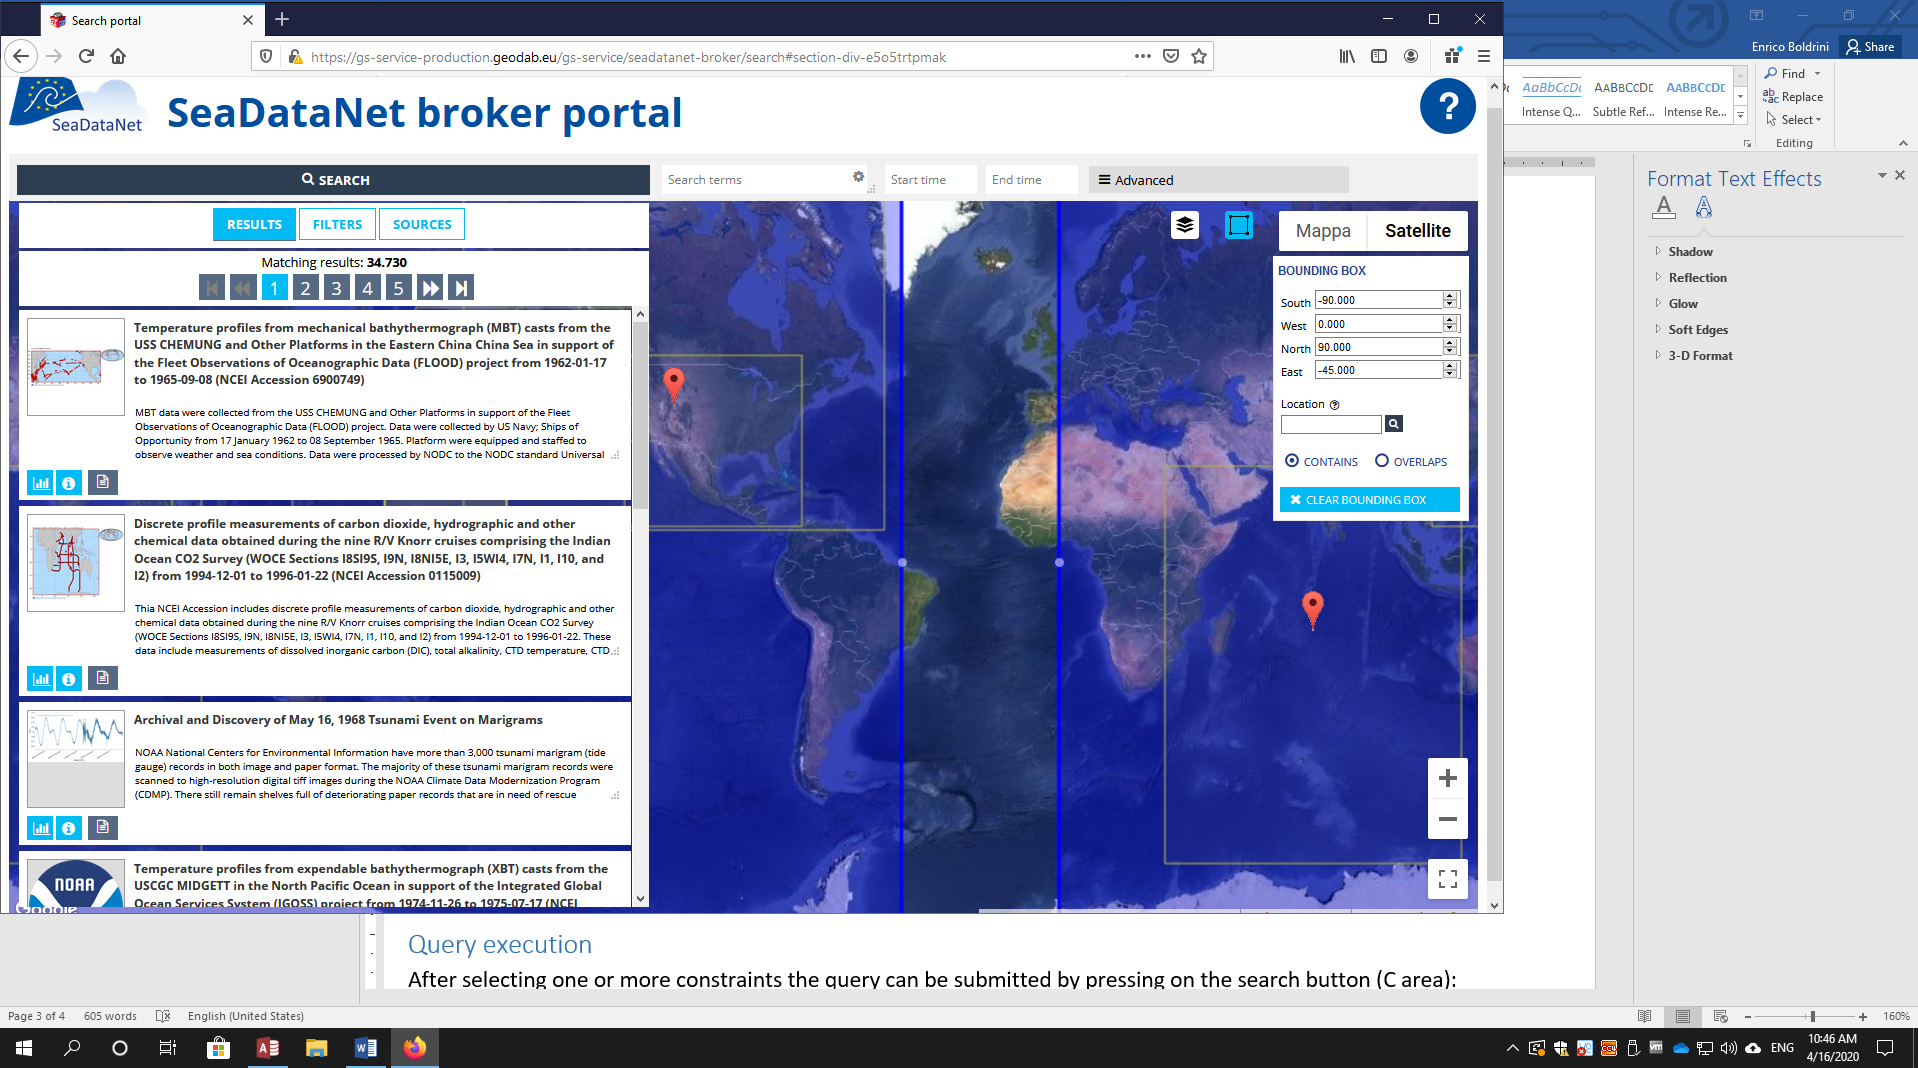 Search portal
https://gs-service-production.geodab.eu/gs-service/seadatanet-broker/search#section-div-e5o5trtpmak
Enrico Boldrini
Share
SeaDataNet
SeaDataNet broker portal
?
AaBbCcDc
AABBCCDE
AABBCCDE
Intense Q...
Subtle Ref...
Intense Re...
Find
Replace
Select
Editing
SEARCH
Search terms
Start time
End time
Advanced
RESULTS
FILTERS
SOURCES
Matching results: 34.730
1
2
3
4
5
Temperature profiles from mechanical bathythermograph (MBT) casts from the
USS CHEMUNG and Other Platforms in the Eastern China China Sea in support of
the Fleet Observations of Oceanographic Data (FLOOD) project from 1962-01-17
to 1965-09-08 (NCEI Accession 6900749)
MBT data were collected from the USS CHEMUNG and Other Platforms in support of the Fleet
Observations of Oceanographic Data (FLOOD) project. Data were collected by US Navy; Ships of
Opportunity from 17 January 1962 to 08 September 1965. Platform were equipped and staffed to
observe weather and sea conditions. Data were processed by NODC to the NODC standard Universal
Discrete profile measurements of carbon dioxide, hydrographic and other
chemical data obtained during the nine R/V Knorr cruises comprising the Indian
Ocean CO2 Survey (WOCE Sections I8SI9S, I9N, I8NI5E, I3, I5WI4, I7N, I1, I10, and
I2) from 1994-12-01 to 1996-01-22 (NCEI Accession 0115009)
Thia NCEI Accession includes discrete profile measurements of carbon dioxide, hydrographic and other
chemical data obtained during the nine R/V Knorr cruises comprising the Indian Ocean CO2 Survey
(WOCE Sections I8SI9S, I9N, I8NI5E, I3, I5WI4, I7N, I1, I10, and I2) from 1994-12-01 to 1996-01-22. These
data include measurements of dissolved inorganic carbon (DIC), total alkalinity, CTD temperature, CTD
Archival and Discovery of May 16, 1968 Tsunami Event on Marigrams
NOAA National Centers for Environmental Information have more than 3,000 tsunami marigram (tide
gauge) records in both image and paper format. The majority of these tsunami marigram records were
scanned to high-resolution digital tiff images during the NOAA Climate Data Modernization Program
(CDMP). There still remain shelves full of deteriorating paper records that are in need of rescue
NOAA
Temperature profiles from expendable bathythermograph (XBT) casts from the
USCGC MIDGETT in the North Pacific Ocean in support of the Integrated Global
Ocean Services System (IGOSS) project from 1974-11-26 to 1975-07-17 (NCEI
Google
Mappa
Satellite
BOUNDING BOX
South
-90.000
West
0.000
North
90.000
East
-45.000
Location
CONTAINS
OVERLAPS
CLEAR BOUNDING BOX
Format Text Effects
Shadow
Reflection
Glow
Soft Edges
3-D Format
Query execution
After selecting one or more constraints the query can be submitted by pressing on the search button (C area):
Page 3 of 4
605 words
English (United States)
160%
ENG
10:46 AM
4/16/2020